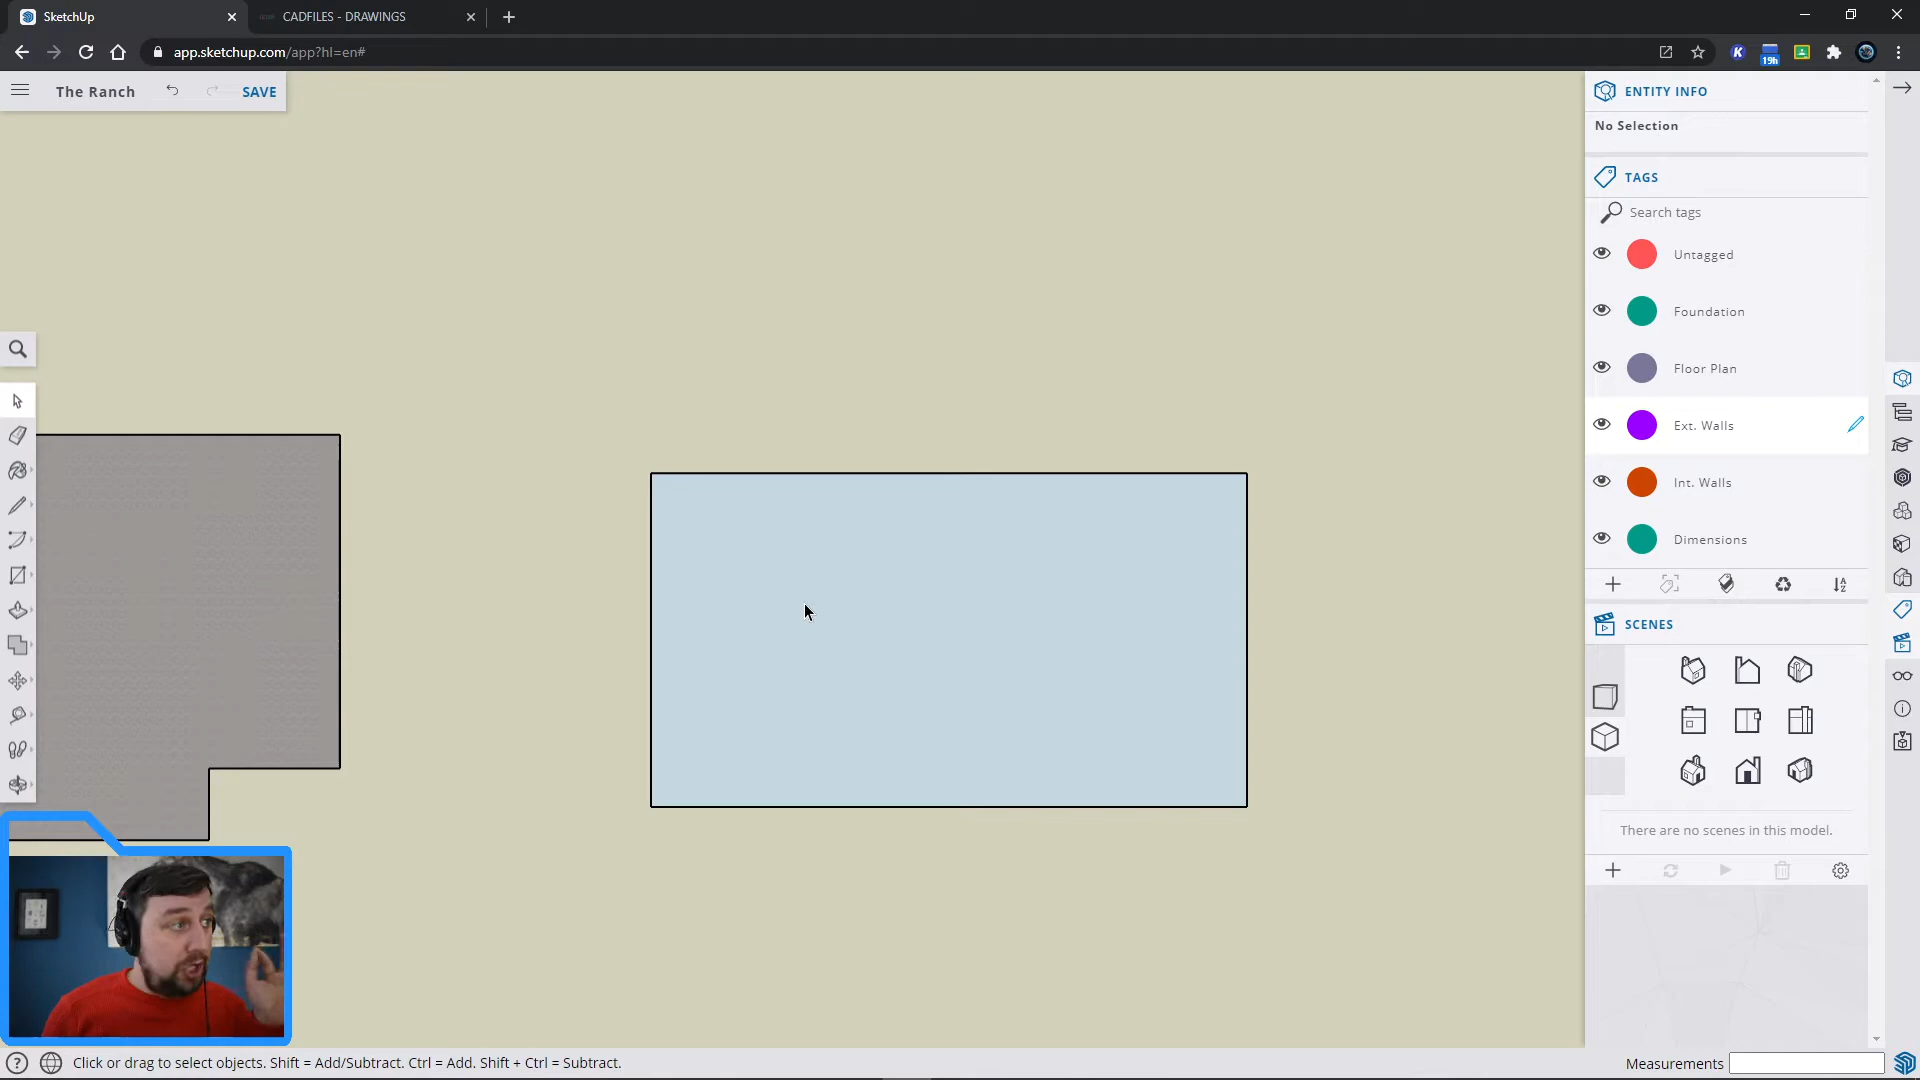 SketchUp
CADFILES - DRAWINGS
app.sketchup.com/app?hl=en#
K
19h
The Ranch
SAVE
ENTITY INFO
No Selection
TAGS
Search tags
Untagged
Foundation
Floor Plan
Ext. Walls
Int. Walls
Dimensions
SCENES
There are no scenes in this model.
Click or drag to select objects. Shift = Add/Subtract. Ctrl = Add. Shift + Ctrl = Subtract.
Measurements